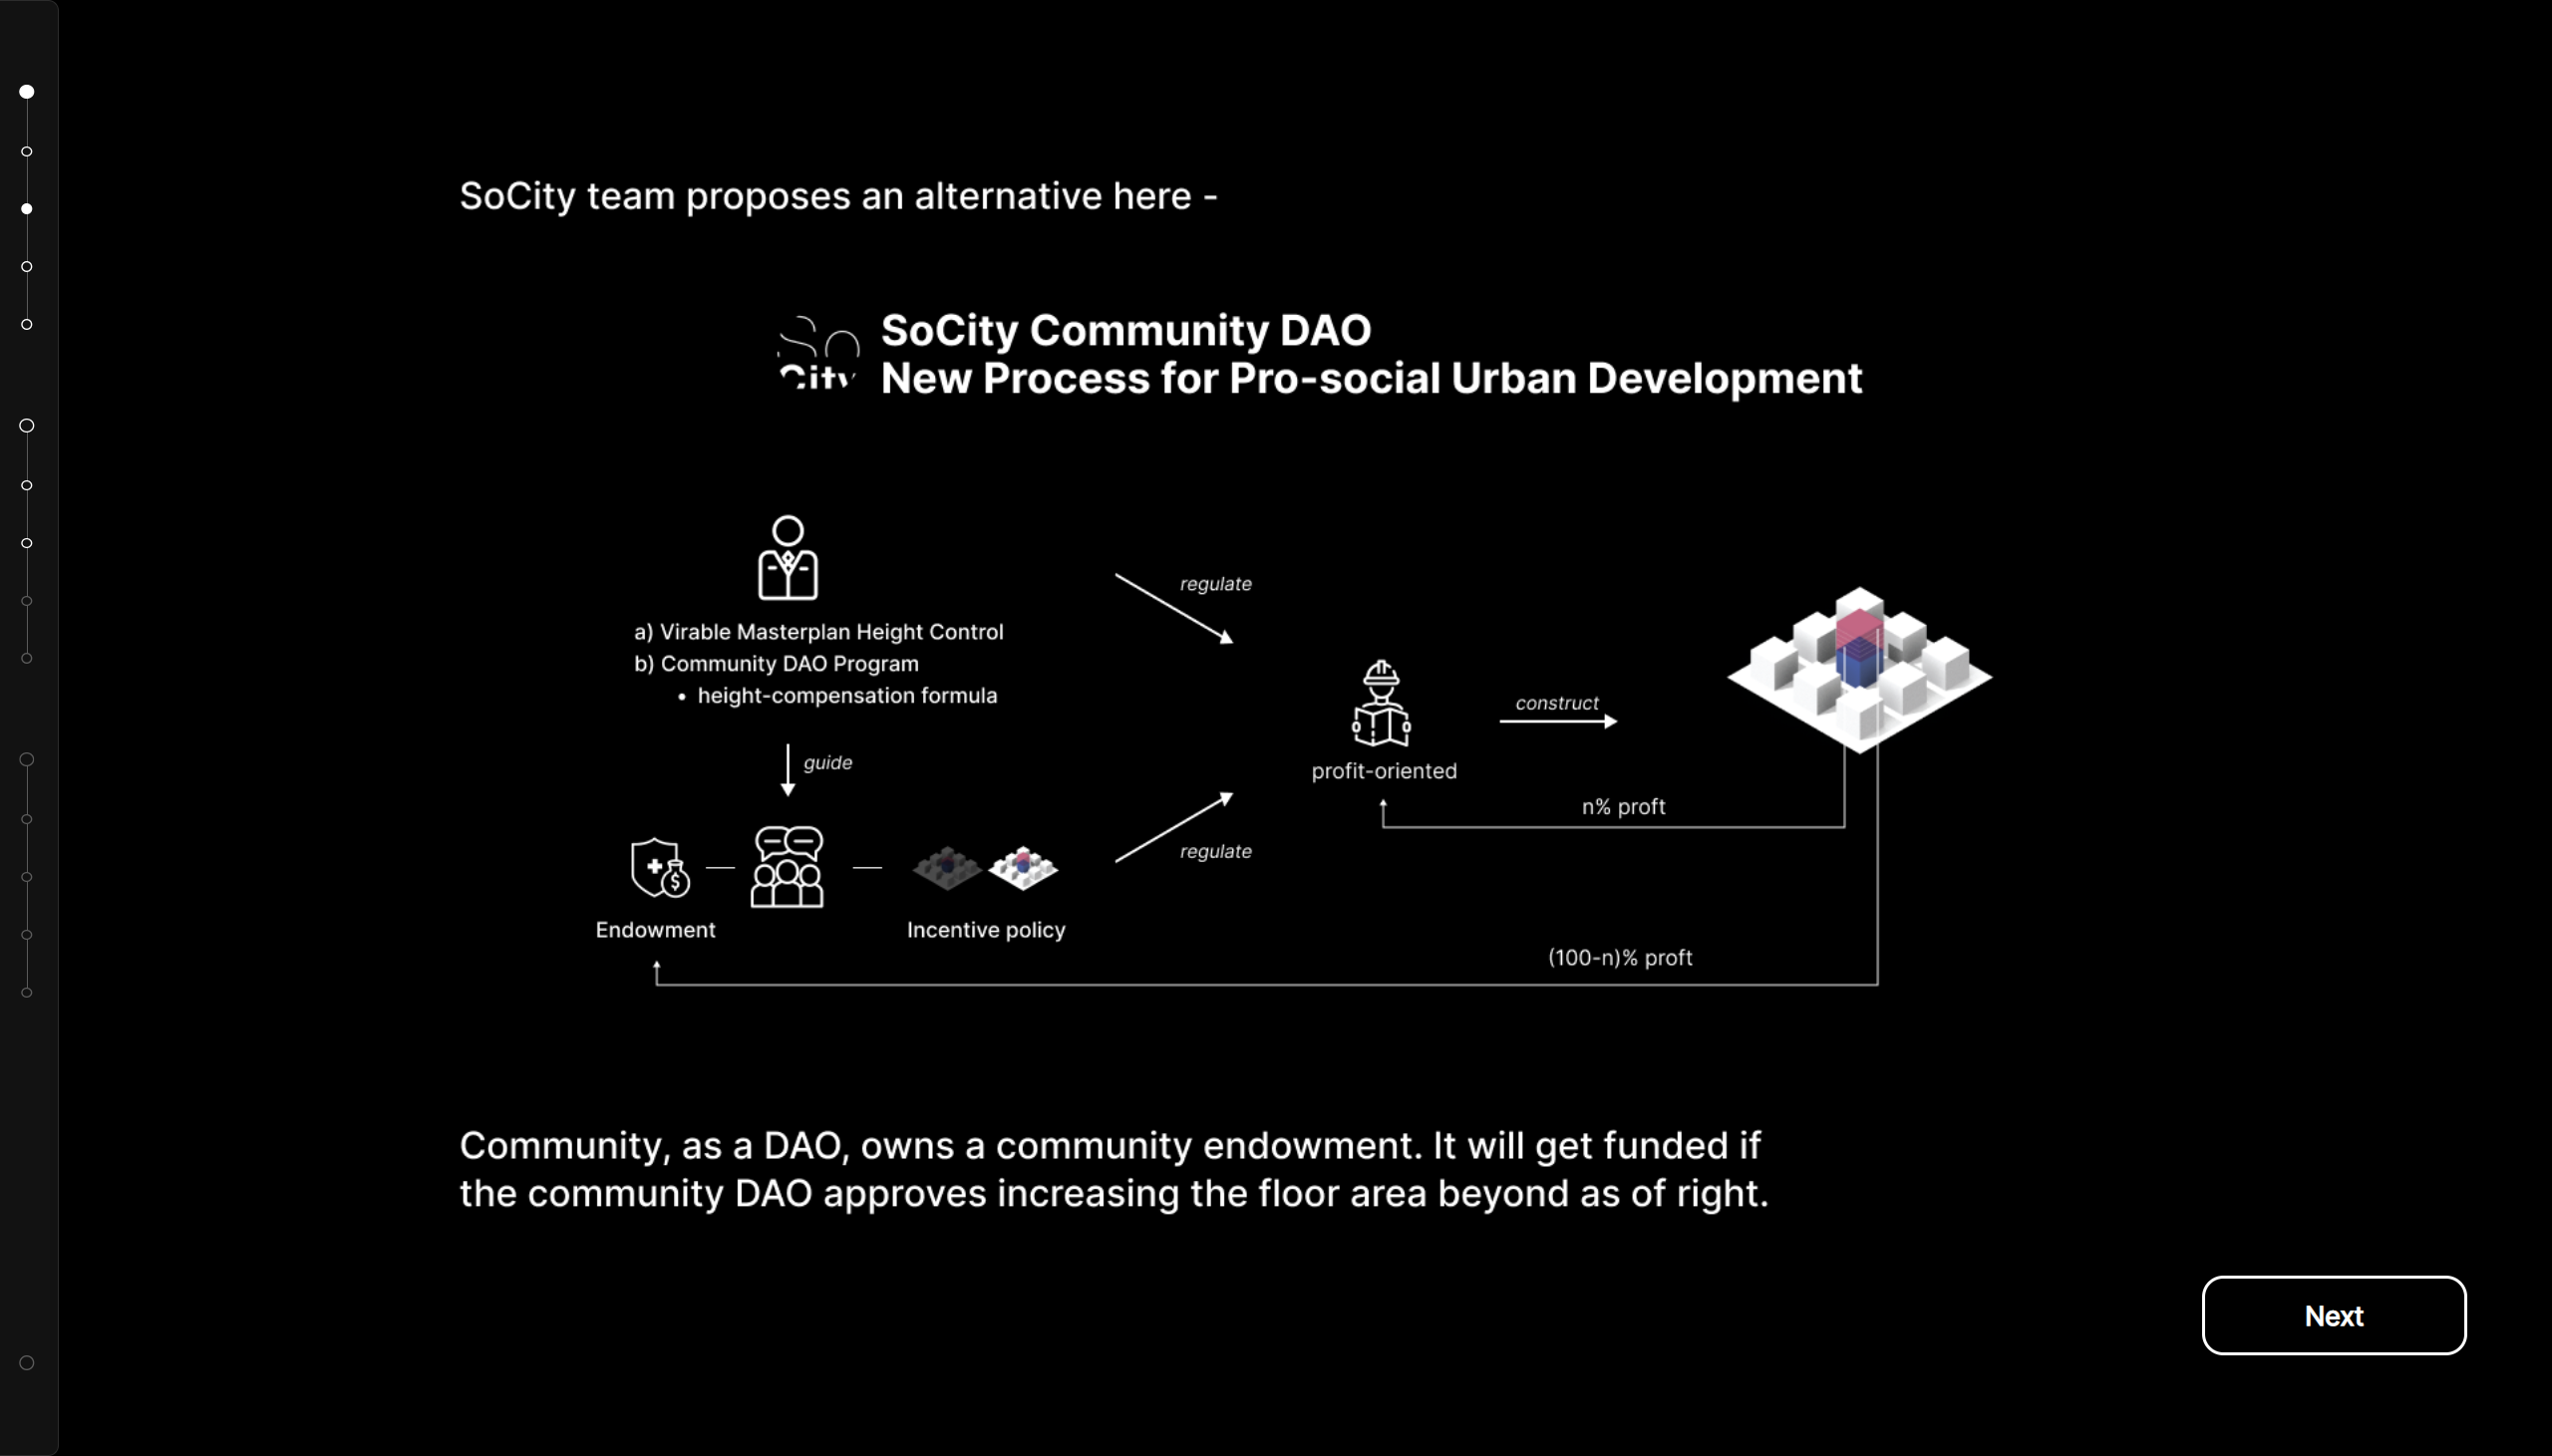 SoCity team proposes an alternative here -
So
City
SoCity Community DAO
New Process for Pro-social Urban Development
regulate
a) Virable Masterplan Height Control
b) Community DAO Program
• height-compensation formula
construct
guide
profit-oriented
n% proft
regulate
$
Endowment
Incentive policy
(100-n)% proft
Community, as a DAO, owns a community endowment. It will get funded if
the community DAO approves increasing the floor area beyond as of right.
Next